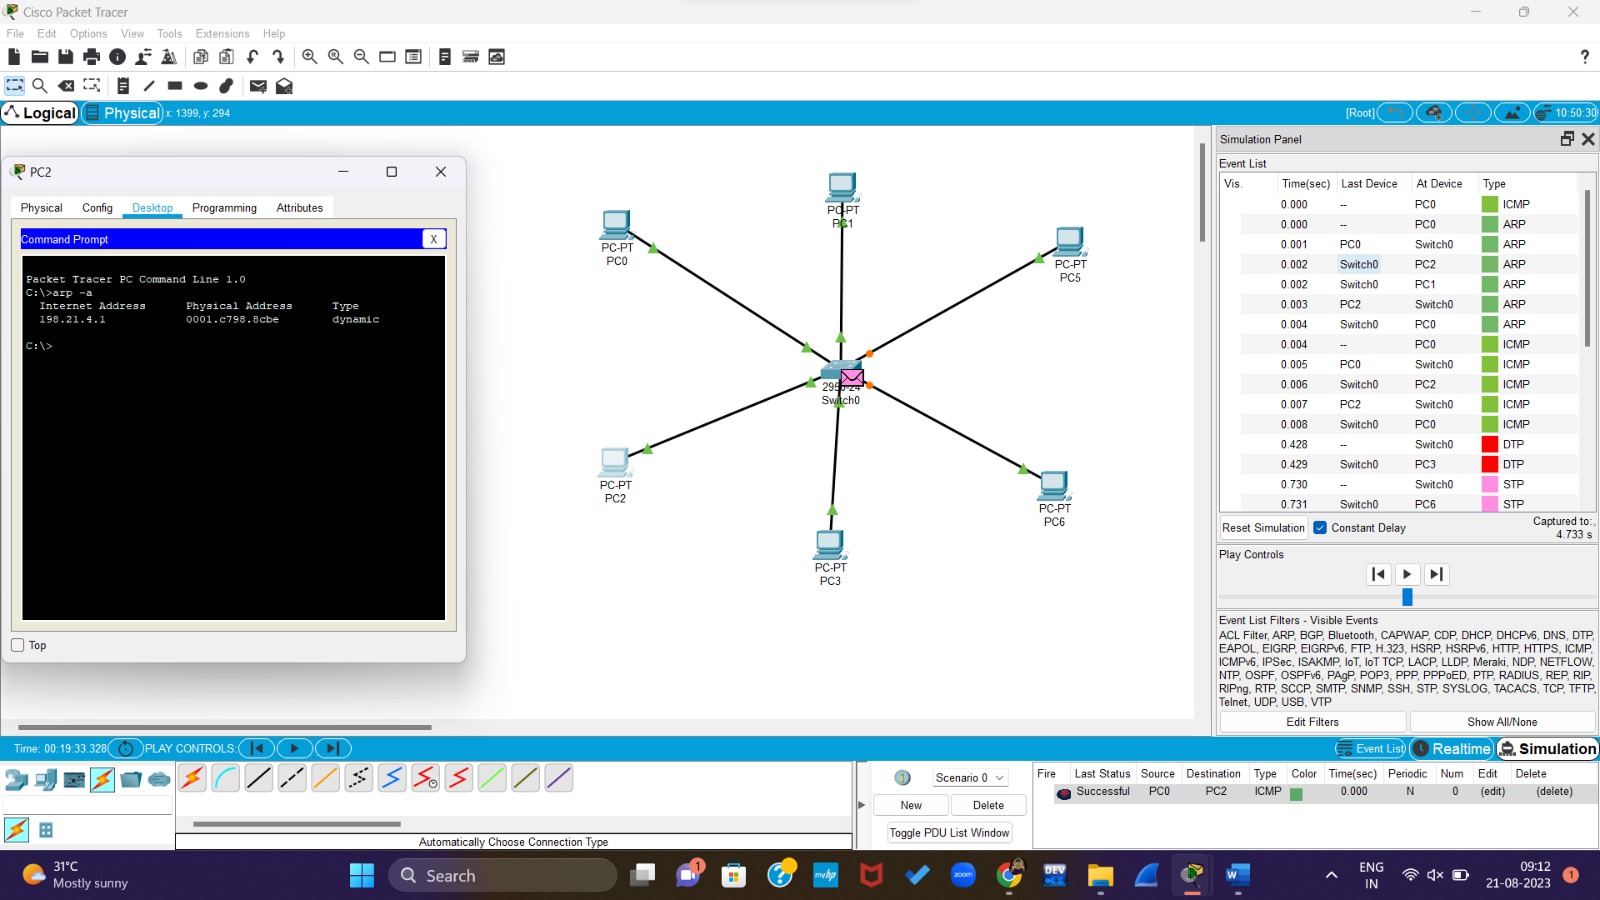 Cisco Packet Tracer
File Edit Options View Tools Extensions Help
?
Logical Physical x: 1399, y: 294 [Root] 10:50:30
PC2
Physical Config Desktop Programming Attributes
Command Prompt X
Packet Tracer PC Command Line 1.0
C:\>arp -a
Internet Address Physical Address Type
198.21.4.1 0001.c798.8cbe dynamic
C:\>
Top
PC-PT
PC0
PC-PT
PC1
PC-PT
PC5
2950-24
Switch0
PC-PT
PC2
PC-PT
PC3
PC-PT
PC6
Simulation Panel
Event List
Vis. Time(sec) Last Device At Device Type
0.000 -- PC0 ICMP
0.000 -- PC0 ARP
0.001 PC0 Switch0 ARP
0.002 Switch0 PC2 ARP
0.002 Switch0 PC1 ARP
0.003 PC2 Switch0 ARP
0.004 Switch0 PC0 ARP
0.004 -- PC0 ICMP
0.005 PC0 Switch0 ICMP
0.006 Switch0 PC2 ICMP
0.007 PC2 Switch0 ICMP
0.008 Switch0 PC0 ICMP
0.428 -- Switch0 DTP
0.429 Switch0 PC3 DTP
0.730 -- Switch0 STP
0.731 Switch0 PC6 STP
Reset Simulation Constant Delay Captured to:
4.733 s
Play Controls
Event List Filters - Visible Events
ACL Filter, ARP, BGP, Bluetooth, CAPWAP, CDP, DHCP, DHCPv6, DNS, DTP,
EAPOL, EIGRP, EIGRPv6, FTP, H.323, HSRP, HSRPv6, HTTP, HTTPS, ICMP,
ICMPv6, IPSec, ISAKMP, IoT, IoT TCP, LACP, LLDP, Meraki, NDP, NETFLOW,
NTP, OSPF, OSPFv6, PAgP, POP3, PPP, PPPoED, PTP, RADIUS, REP, RIP,
RIPng, RTP, SCCP, SMTP, SNMP, SSH, STP, SYSLOG, TACACS, TCP, TFTP,
Telnet, UDP, USB, VTP
Edit Filters Show All/None
Time: 00:19:33.328 PLAY CONTROLS: Event List Realtime Simulation
Automatically Choose Connection Type
Scenario 0
New Delete
Toggle PDU List Window
Fire Last Status Source Destination Type Color Time(sec) Periodic Num Edit Delete
Successful PC0 PC2 ICMP 0.000 N 0 (edit) (delete)
31°C
Mostly sunny
Search
1
myhp
zoom
DEV
W
ENG
IN
09:12
21-08-2023
1